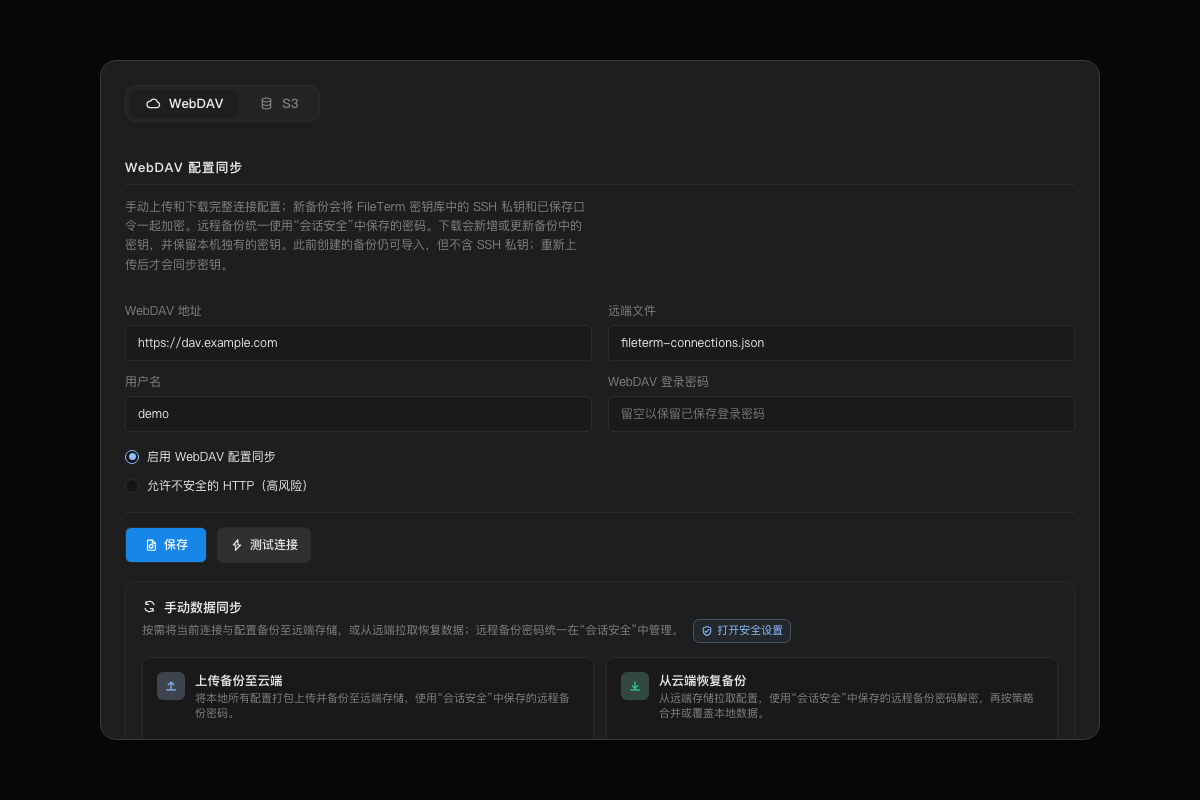 WebDAV
S3
WebDAV 配置同步
手动上传和下载完整连接配置；新备份会将 FileTerm 密钥库中的 SSH 私钥和已保存口
令一起加密。远程备份统一使用“会话安全”中保存的密码。下载会新增或更新备份中的
密钥，并保留本机独有的密钥。此前创建的备份仍可导入，但不含 SSH 私钥；重新上
传后才会同步密钥。
WebDAV 地址
远端文件
https://dav.example.com
fileterm-connections.json
用户名
WebDAV 登录密码
demo
留空以保留已保存登录密码
启用 WebDAV 配置同步
允许不安全的 HTTP（高风险）
保存
测试连接
手动数据同步
按需将当前连接与配置备份至远端存储，或从远端拉取恢复数据；远程备份密码统一在“会话安全”中管理。
打开安全设置
上传备份至云端
将本地所有配置打包上传并备份至远端存储，使用“会话安全”中保存的远程备
份密码。
从云端恢复备份
从远端存储拉取配置，使用“会话安全”中保存的远程备份密码解密，再按策略
合并或覆盖本地数据。